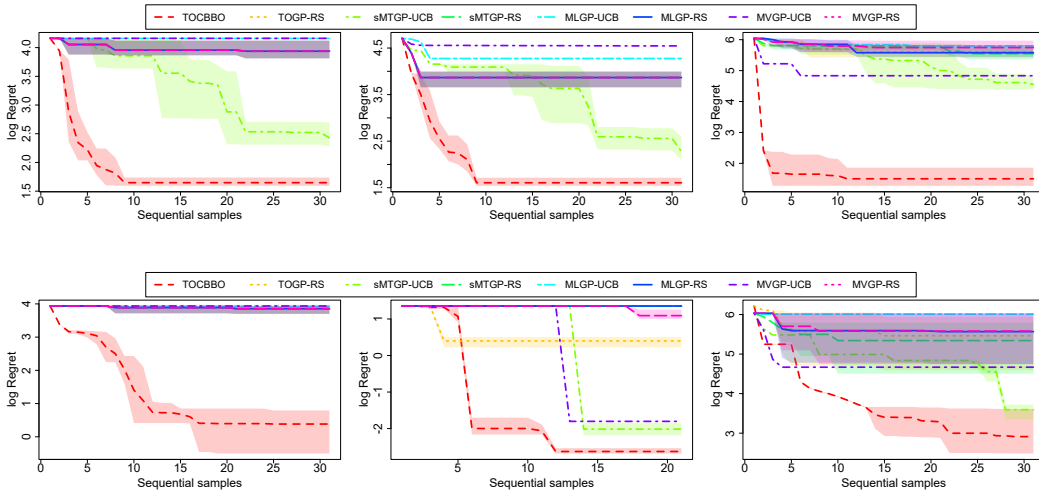 TOCBBO TOGP-RS sMTGP-UCB sMTGP-RS MLGP-UCB MLGP-RS MVGP-UCB MVGP-RS
log Regret
1.5 2.0 2.5 3.0 3.5 4.0
0 5 10 15 20 25 30
Sequential samples
log Regret
1.5 2.5 3.5 4.5
0 5 10 15 20 25 30
Sequential samples
log Regret
2 3 4 5 6
0 5 10 15 20 25 30
Sequential samples
TOCBBO TOGP-RS sMTGP-UCB sMTGP-RS MLGP-UCB MLGP-RS MVGP-UCB MVGP-RS
log Regret
0 1 2 3 4
0 5 10 15 20 25 30
Sequential samples
log Regret
-2 -1 0 1
5 10 15 20
Sequential samples
log Regret
3 4 5 6
0 5 10 15 20 25 30
Sequential samples